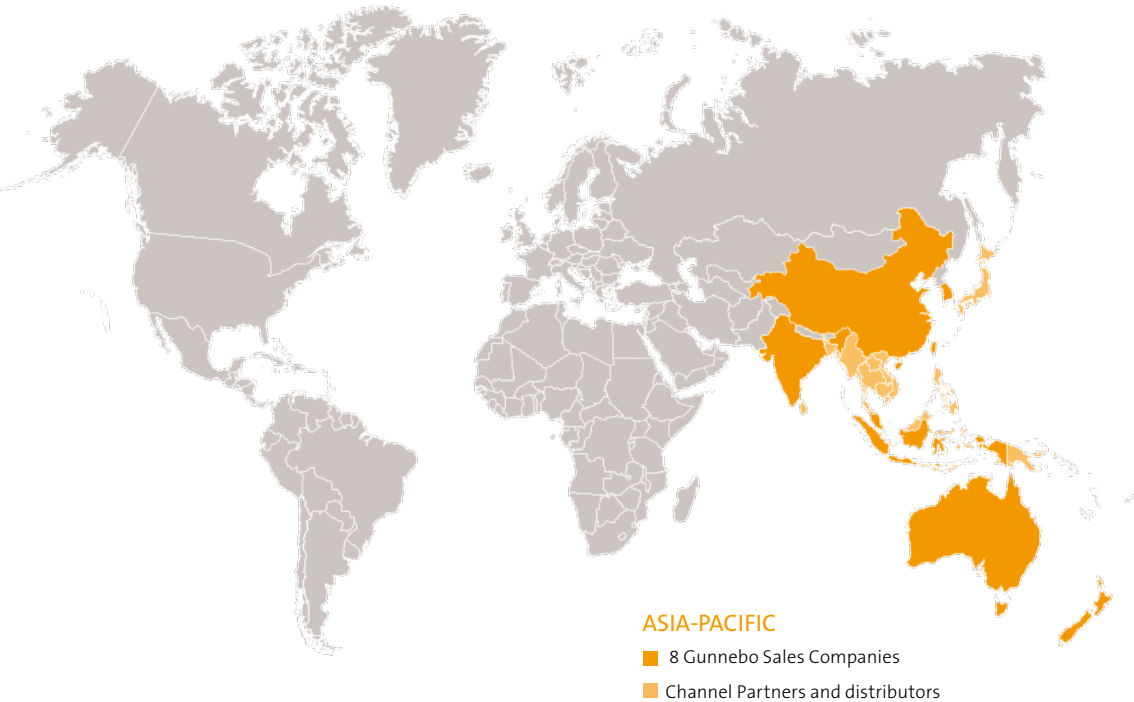 ASIA-PACIFIC
8 Gunnebo Sales Companies
Channel Partners and distributors